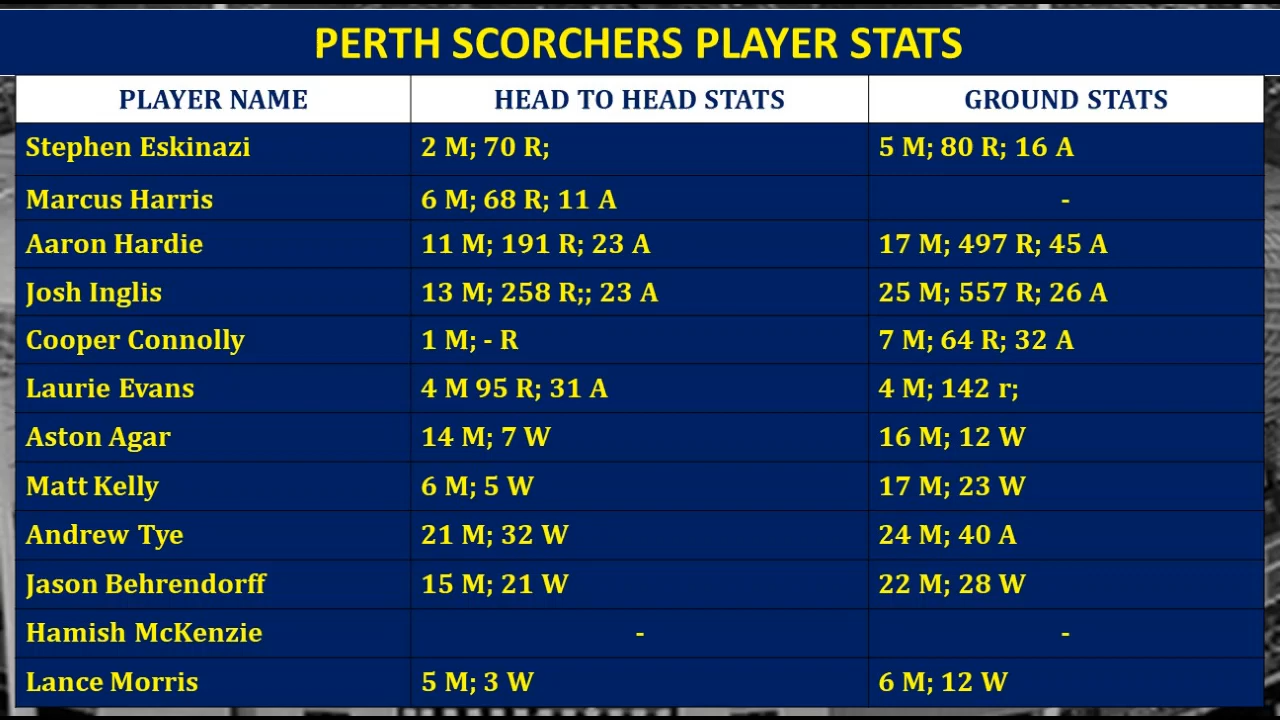 PERTH SCORCHERS PLAYER STATS
PLAYER NAME HEAD TO HEAD STATS GROUND STATS
Stephen Eskinazi 2 M; 70 R; 5 M; 80 R; 16 A
Marcus Harris 6 M; 68 R; 11 A -
Aaron Hardie 11 M; 191 R; 23 A 17 M; 497 R; 45 A
Josh Inglis 13 M; 258 R;; 23 A 25 M; 557 R; 26 A
Cooper Connolly 1 M; - R 7 M; 64 R; 32 A
Laurie Evans 4 M 95 R; 31 A 4 M; 142 r;
Aston Agar 14 M; 7 W 16 M; 12 W
Matt Kelly 6 M; 5 W 17 M; 23 W
Andrew Tye 21 M; 32 W 24 M; 40 A
Jason Behrendorff 15 M; 21 W 22 M; 28 W
Hamish McKenzie - -
Lance Morris 5 M; 3 W 6 M; 12 W